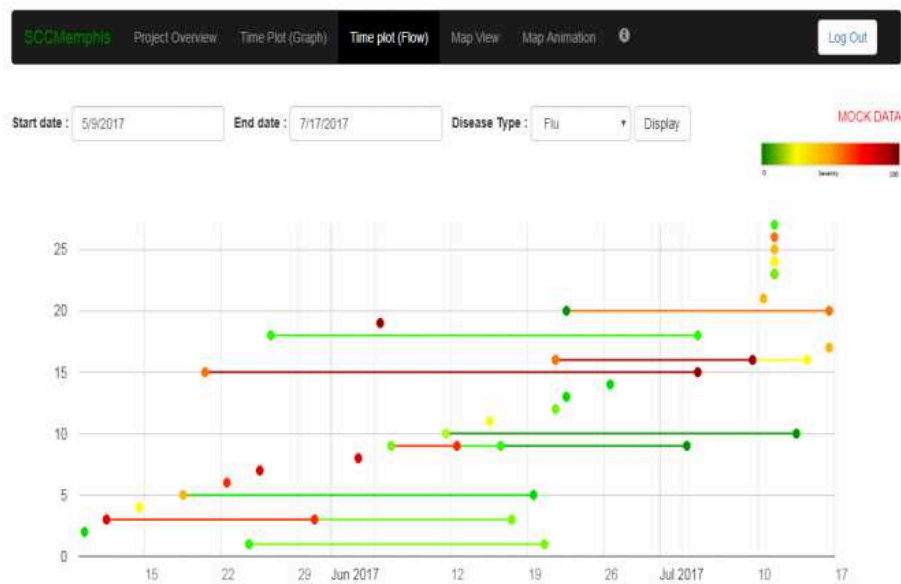 SCCMemphis Project Overview Time Plot (Graph) Time plot (Flow) Map View Map Animation Log Out
Start date : 5/9/2017 End date : 7/17/2017 Disease Type : Flu Display MOCK DATA
0 Severity 100
25
20
15
10
5
0
15 22 29 Jun 2017 12 19 26 Jul 2017 10 17